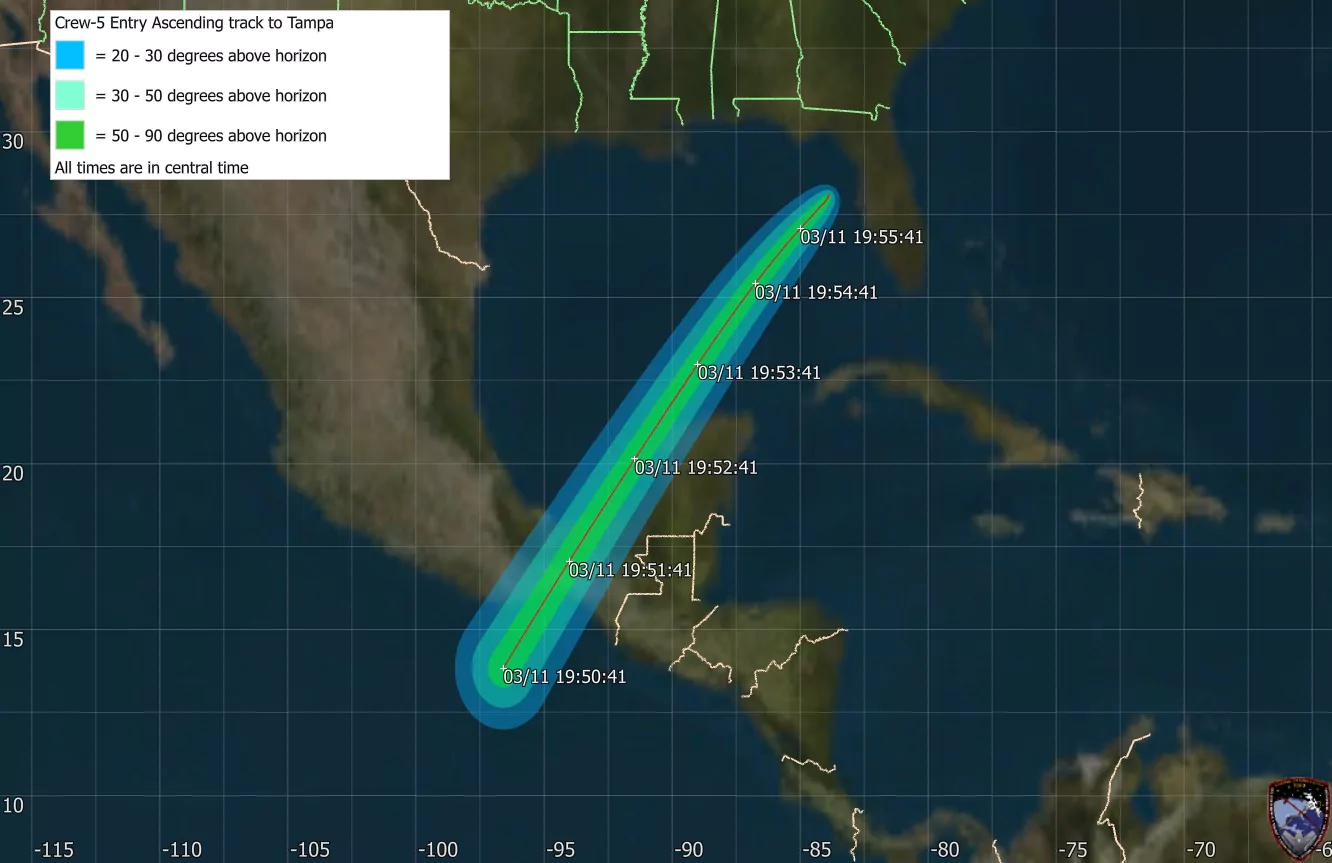 Crew-5 Entry Ascending track to Tampa
= 20 - 30 degrees above horizon
= 30 - 50 degrees above horizon
= 50 - 90 degrees above horizon
All times are in central time
30
03/11 19:55:41
03/11 19:54:41
25
03/11 19:53:41
20
03/11 19:52:41
03/11 19:51:41
15
03/11 19:50:41
10
-115 -110 -105 -100 -95 -90 -85 -80 -75 -70 -6